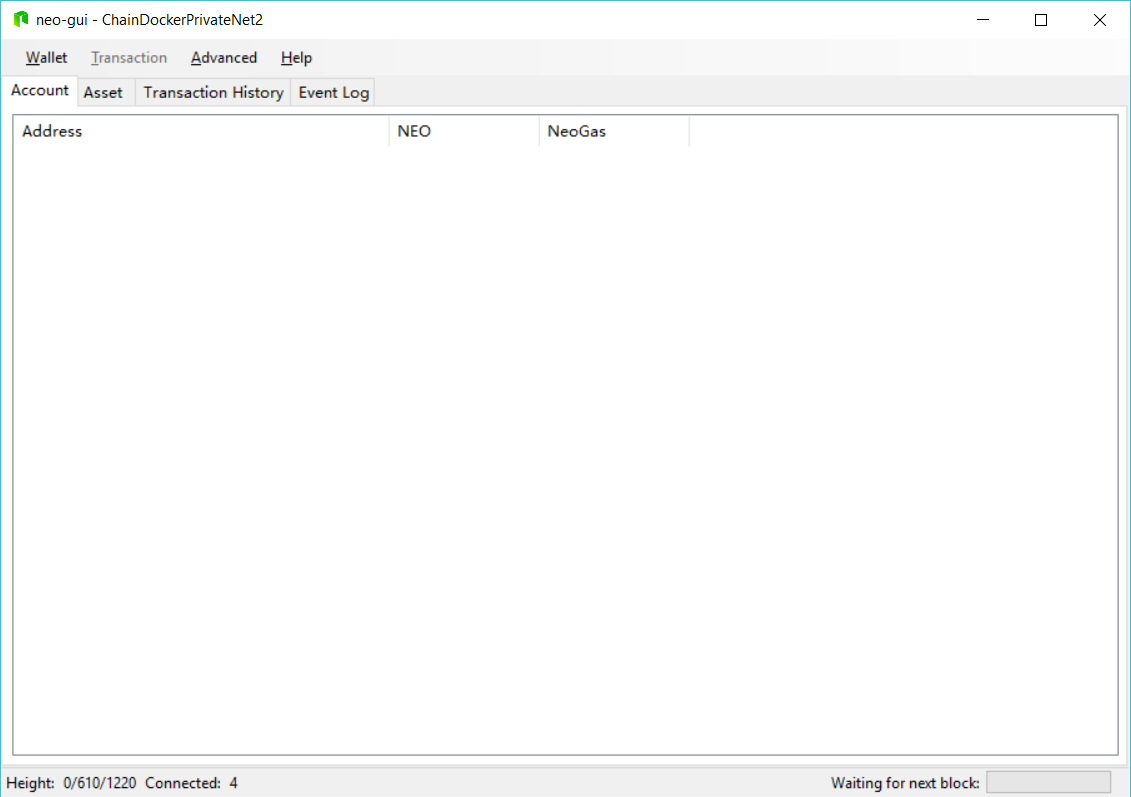 neo-gui - ChainDockerPrivateNet2
Wallet Transaction Advanced Help
Account Asset Transaction History Event Log
Address NEO NeoGas
Height: 0/610/1220 Connected: 4 Waiting for next block: